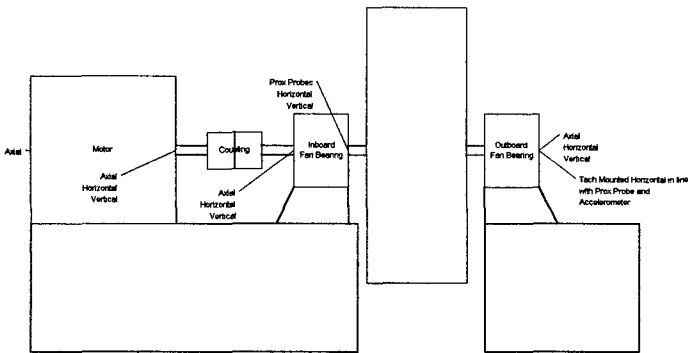 Prox Probes
Horizontal
Vertical
Axial
Motor
Coupling
Inboard
Fan Bearing
Outboard
Fan Bearing
Axial
Horizontal
Vertical
Axial
Horizontal
Vertical
Axial
Horizontal
Vertical
Tach Mounted Horizontal in line
with Prox Probe and
Accelerometer